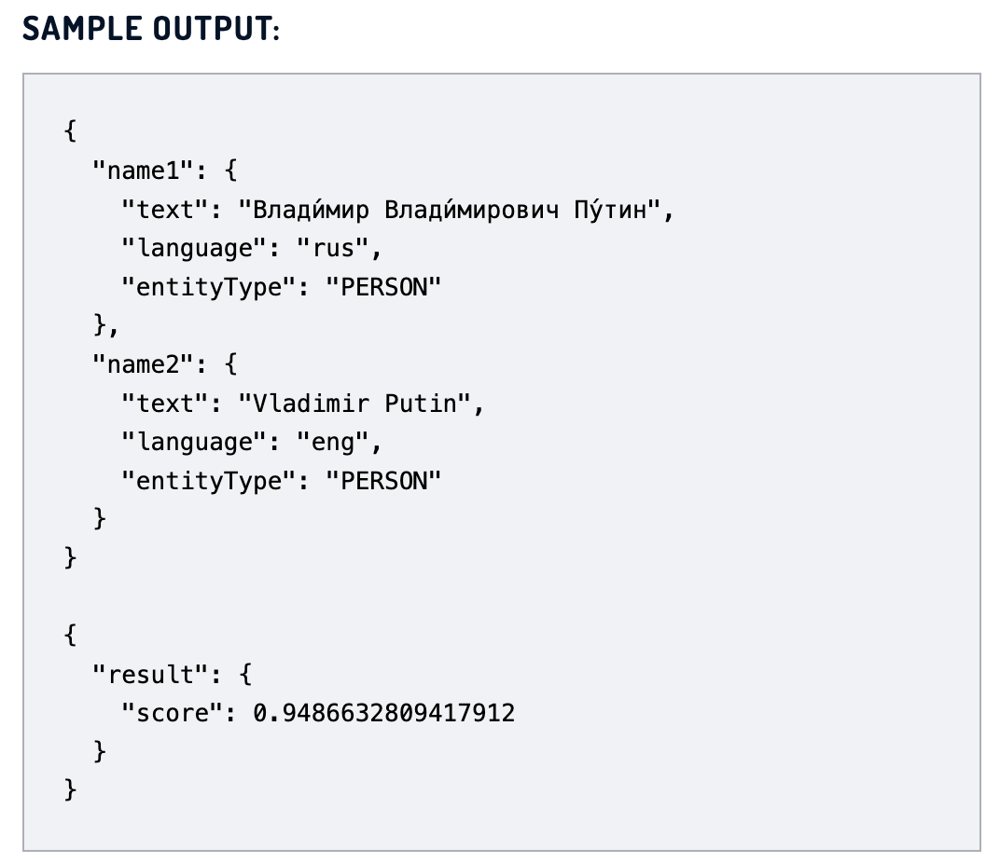 SAMPLE OUTPUT:
{
"name1": {
"text": "Влади́мир Влади́мирович Пу́тин",
"language": "rus",
"entityType": "PERSON"
},
"name2": {
"text": "Vladimir Putin",
"language": "eng",
"entityType": "PERSON"
}
}
{
"result": {
"score": 0.9486632809417912
}
}